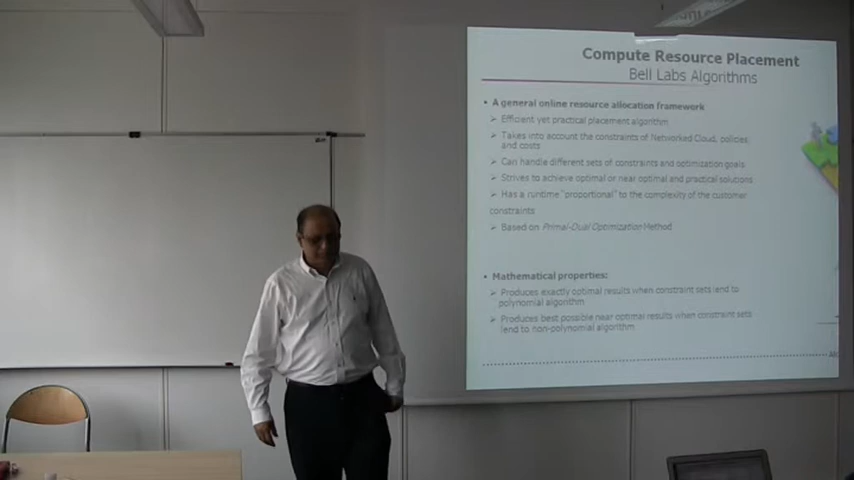 Compute Resource Placement
Bell Labs Algorithms
• A general online resource allocation framework
➢ Efficient yet practical placement algorithm
➢ Takes into account the constraints of Networked Cloud, policies,
and costs
➢ Can handle different sets of constraints and optimization goals
➢ Strives to achieve optimal or near optimal and practical solutions
➢ Has a runtime "proportional" to the complexity of the customer
constraints
➢ Based on Primal-Dual Optimization Method
• Mathematical properties:
➢ Produces exactly optimal results when constraint sets lend to
polynomial algorithm
➢ Produces best possible near optimal results when constraint sets
lend to non-polynomial algorithm